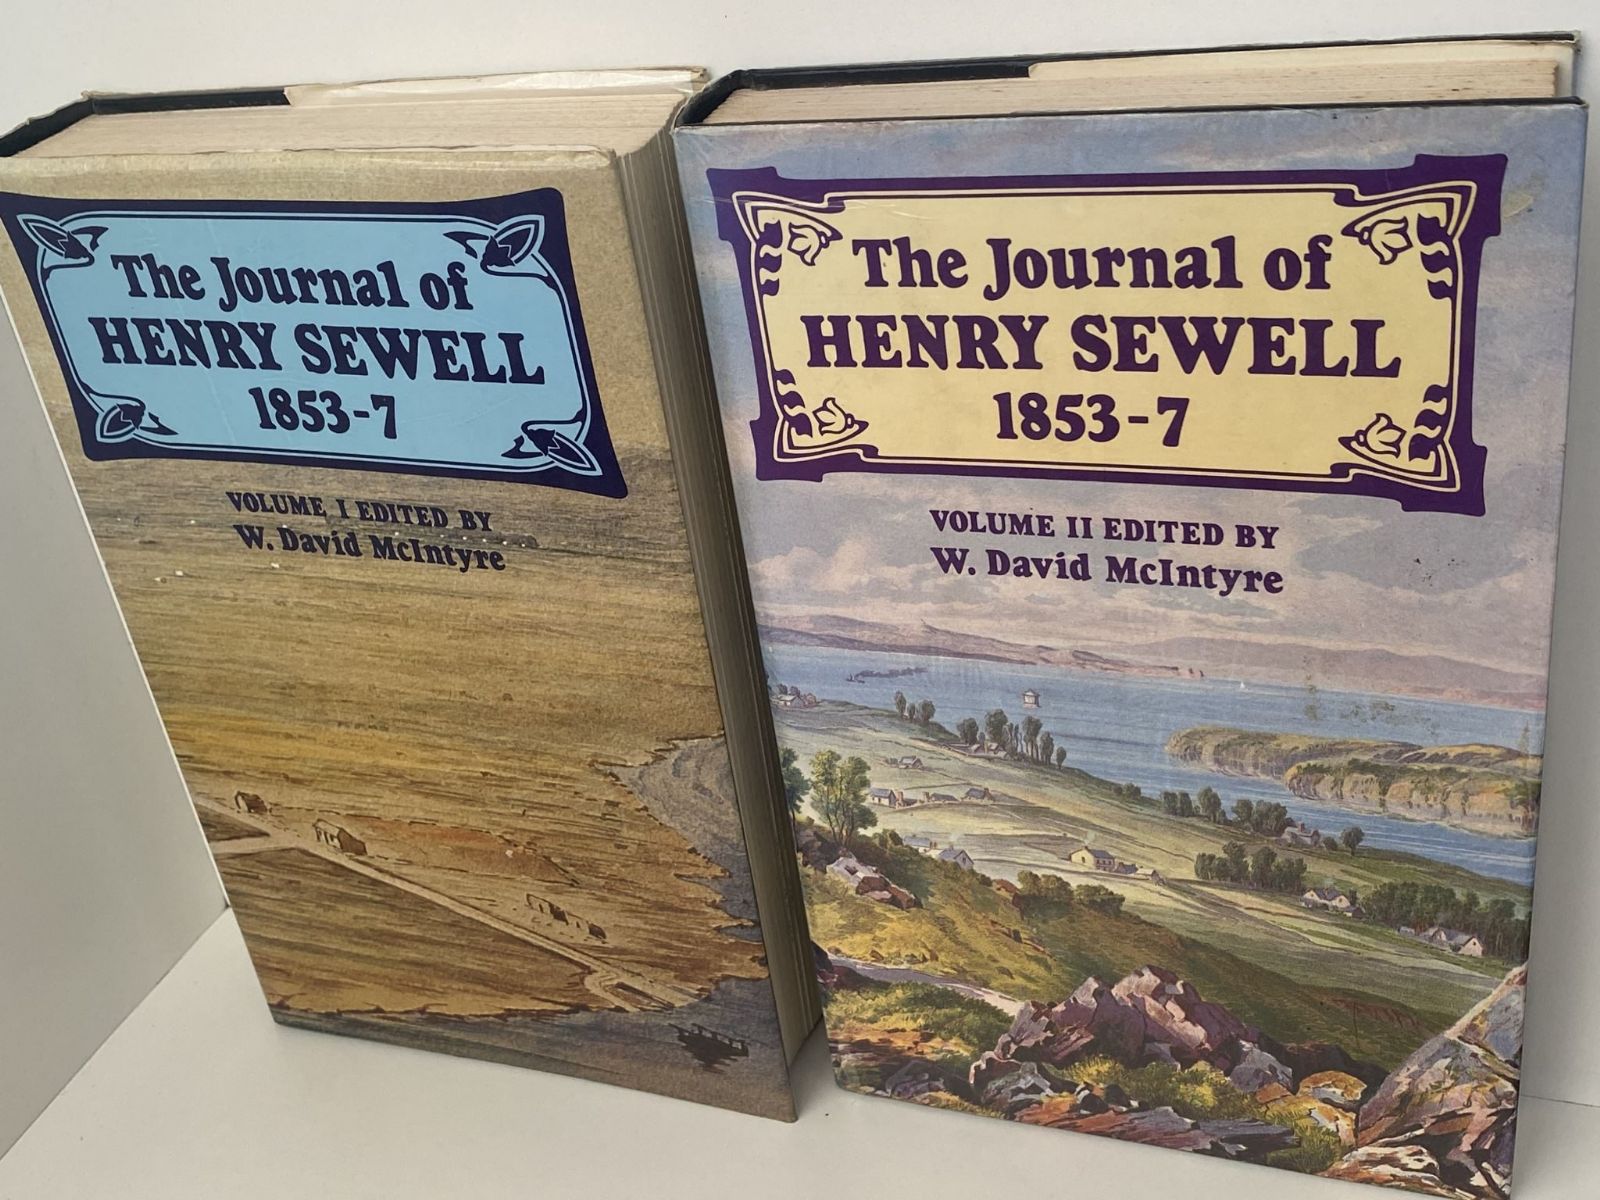 The Journal of
HENRY SEWELL
1853-7
VOLUME I EDITED BY
W. David McIntyre
The Journal of
HENRY SEWELL
1853-7
VOLUME II EDITED BY
W. David McIntyre